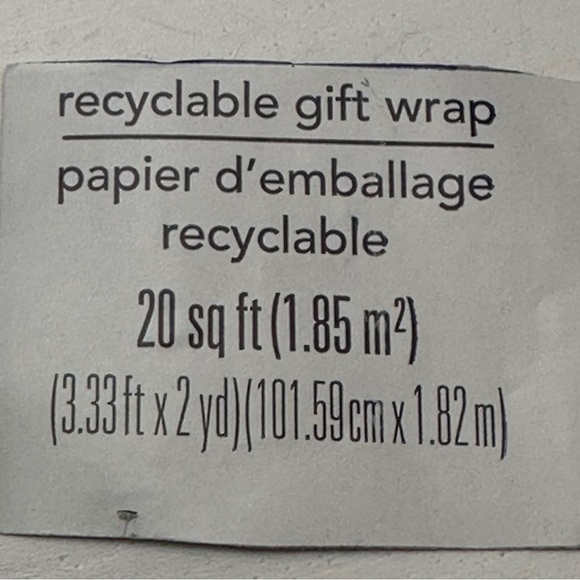 recyclable gift wrap
papier d'emballage
recyclable
20 sq ft (1.85 m²)
(3.33 ft x 2 yd)(101.59 cm x 1.82 m)